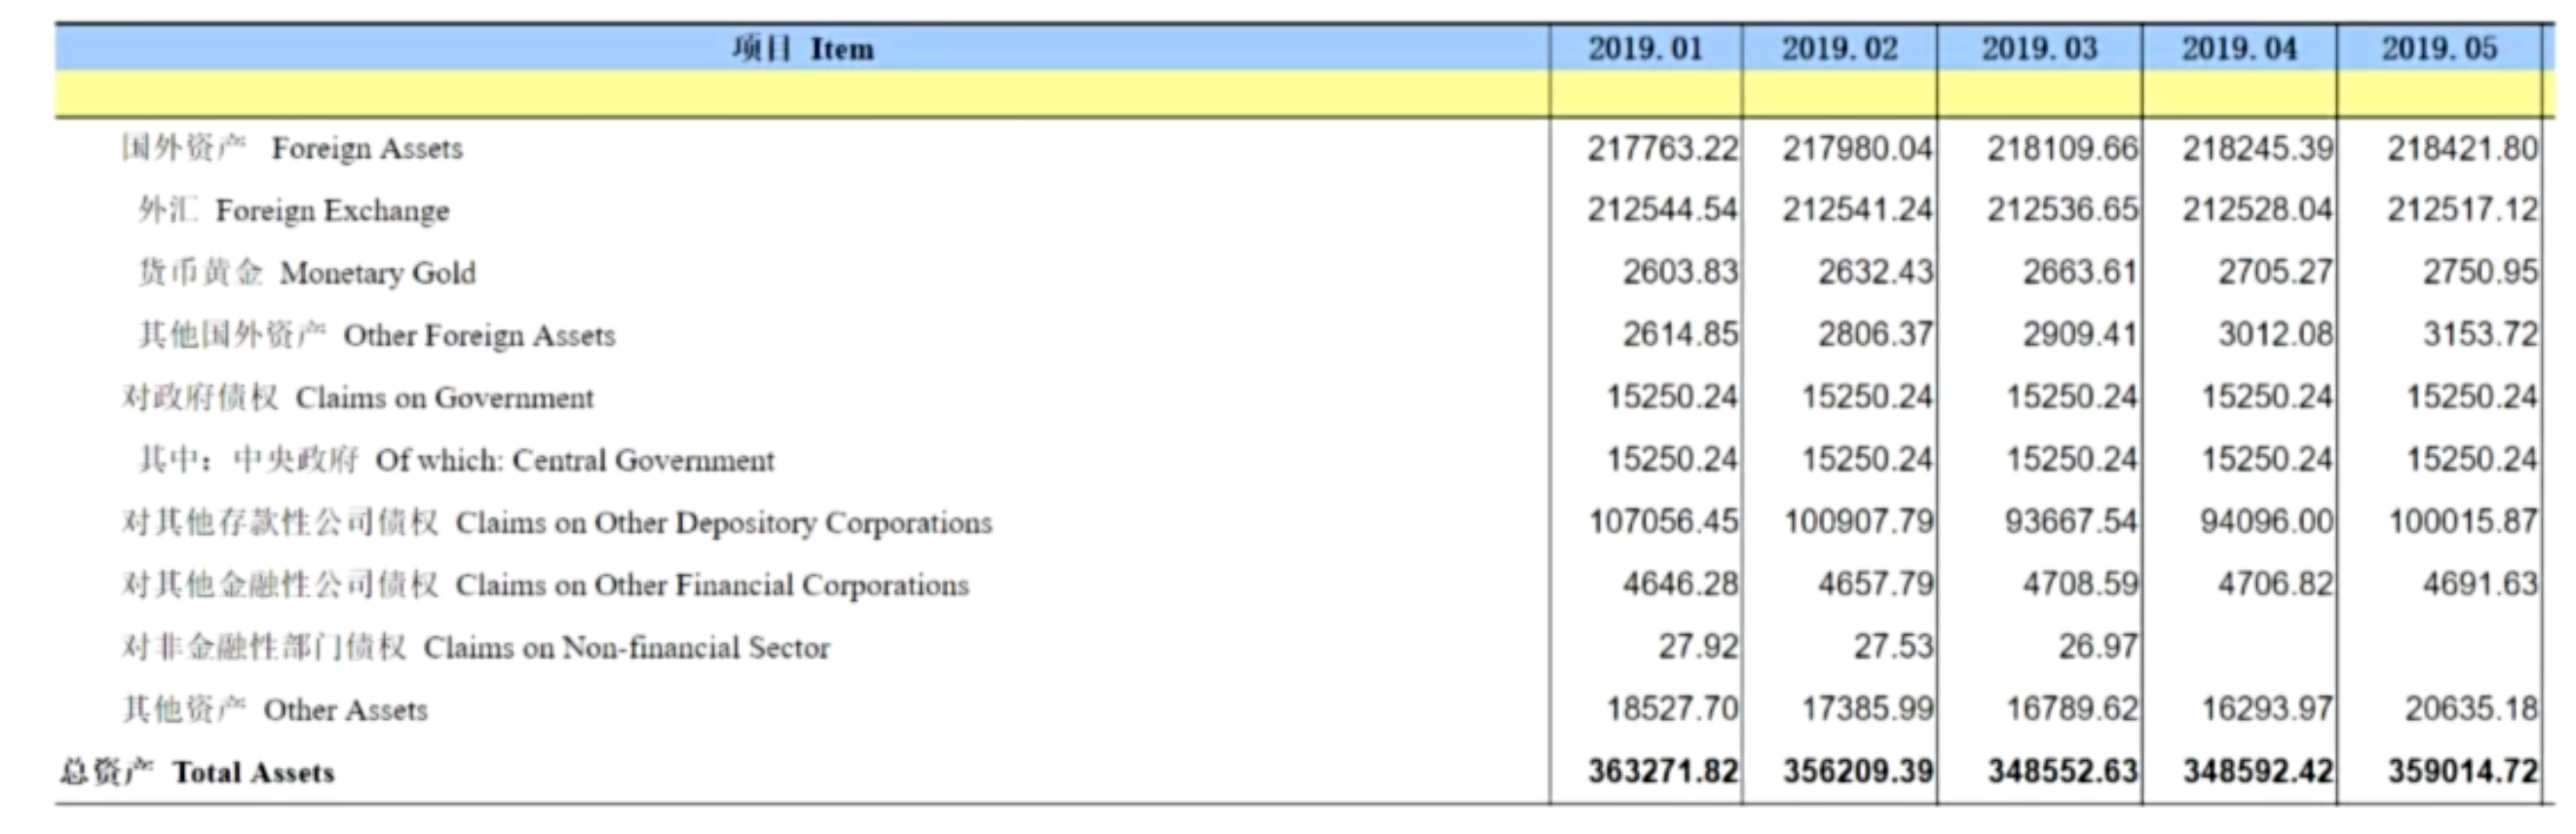 项目 Item 2019.01 2019.02 2019.03 2019.04 2019.05
国外资产 Foreign Assets 217763.22 217980.04 218109.66 218245.39 218421.80
外汇 Foreign Exchange 212544.54 212541.24 212536.65 212528.04 212517.12
货币黄金 Monetary Gold 2603.83 2632.43 2663.61 2705.27 2750.95
其他国外资产 Other Foreign Assets 2614.85 2806.37 2909.41 3012.08 3153.72
对政府债权 Claims on Government 15250.24 15250.24 15250.24 15250.24 15250.24
其中：中央政府 Of which: Central Government 15250.24 15250.24 15250.24 15250.24 15250.24
对其他存款性公司债权 Claims on Other Depository Corporations 107056.45 100907.79 93667.54 94096.00 100015.87
对其他金融性公司债权 Claims on Other Financial Corporations 4646.28 4657.79 4708.59 4706.82 4691.63
对非金融性部门债权 Claims on Non-financial Sector 27.92 27.53 26.97
其他资产 Other Assets 18527.70 17385.99 16789.62 16293.97 20635.18
总资产 Total Assets 363271.82 356209.39 348552.63 348592.42 359014.72